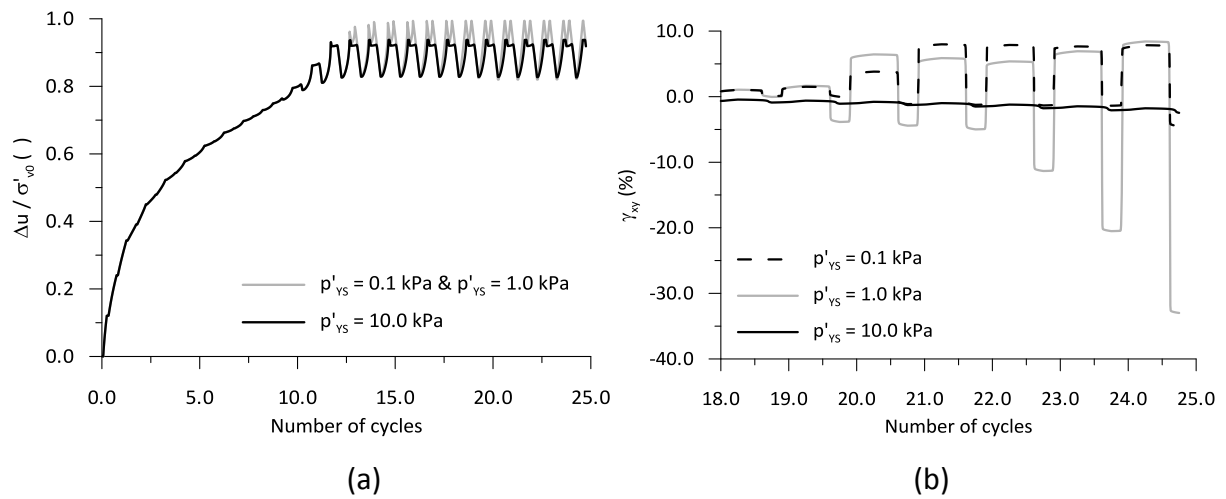 1.0
0.8
0.6
0.4
0.2
0.0
Δu / σ'v0 ( )
p'YS = 0.1 kPa & p'YS = 1.0 kPa
p'YS = 10.0 kPa
0.0 5.0 10.0 15.0 20.0 25.0
Number of cycles
(a)
10.0
0.0
-10.0
-20.0
-30.0
-40.0
γxy (%)
p'YS = 0.1 kPa
p'YS = 1.0 kPa
p'YS = 10.0 kPa
18.0 19.0 20.0 21.0 22.0 23.0 24.0 25.0
Number of cycles
(b)